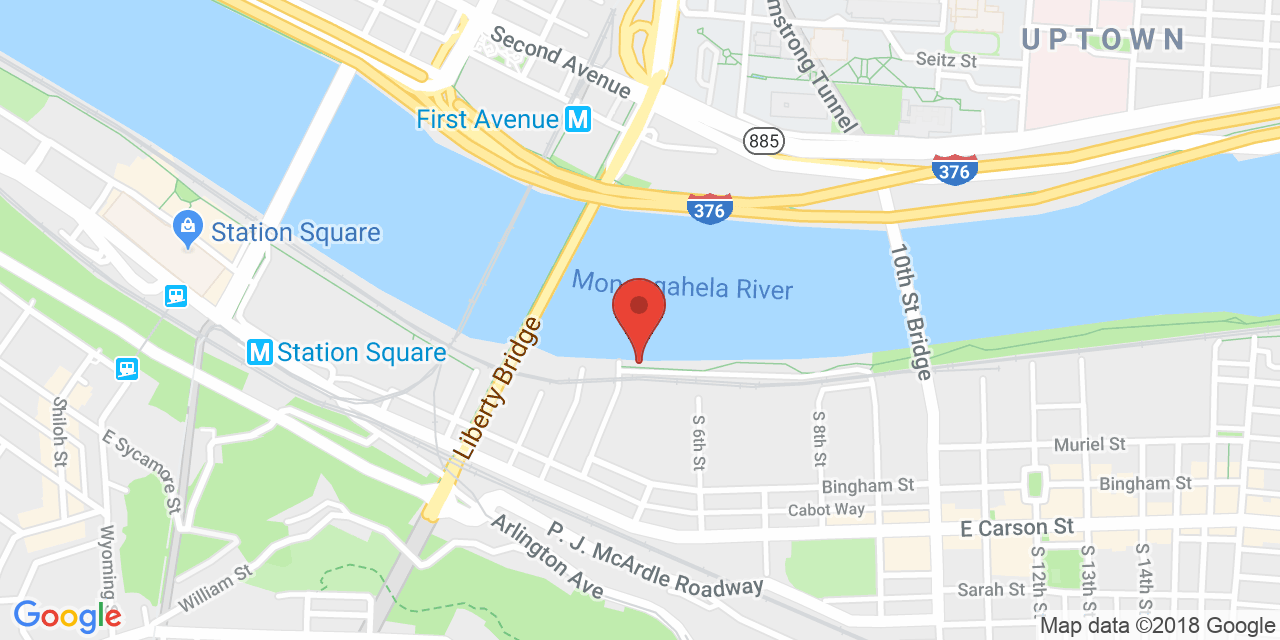 Second Avenue
mstrong Tunnel
UPTOWN
Seitz St
First Avenue M
885
376
376
Station Square
Mon gahela River
10th St Bridge
M Station Square
Liberty Bridge
Shiloh St
E Sycamore St
S 6th St
S 8th St
Muriel St
Bingham St
Bingham St
Cabot Way
E Carson St
Arlington Ave
P. J. McArdle Roadway
Wyoming S
William St
Sarah St
S 12th St
S 13th St
S 14th St
Google
Map data ©2018 Google